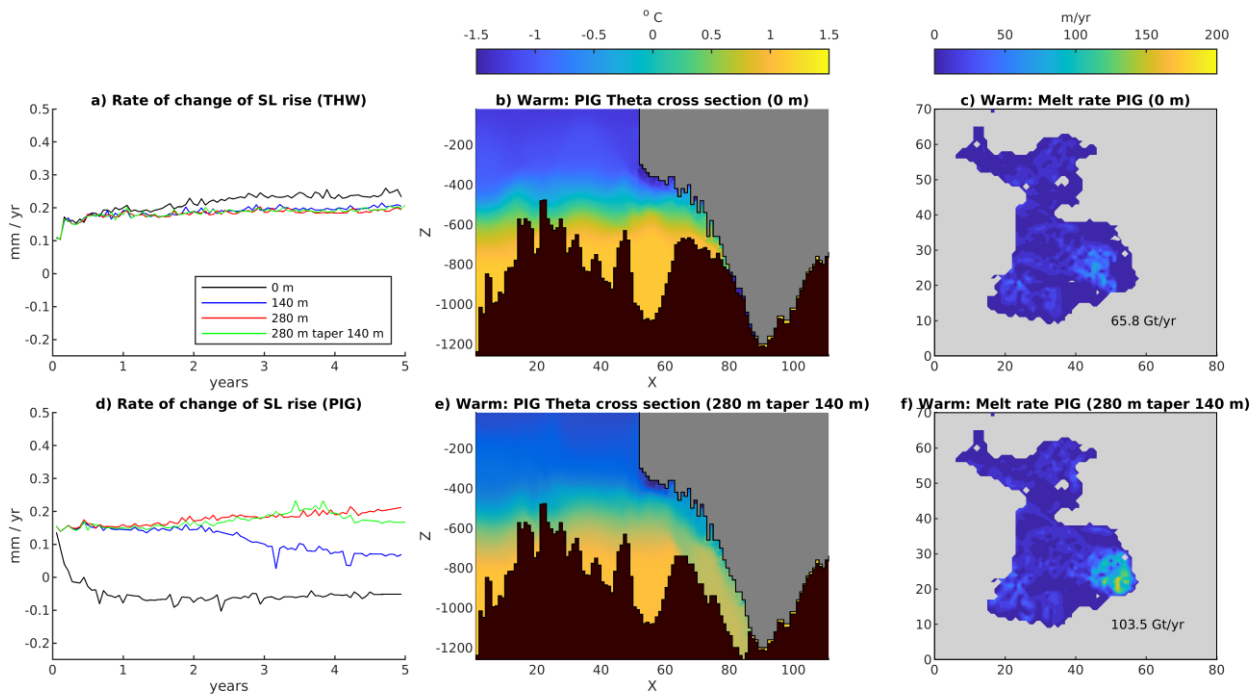 ° C
-1.5 -1 -0.5 0 0.5 1 1.5
m/yr
0 50 100 150 200
a) Rate of change of SL rise (THW)
0.5
0.4
0.3
0.2
0.1
0
-0.1
-0.2
mm / yr
0 m
140 m
280 m
280 m taper 140 m
0 1 2 3 4 5
years
b) Warm: PIG Theta cross section (0 m)
-200
-400
-600
-800
-1000
-1200
Z
20 40 60 80 100
X
c) Warm: Melt rate PIG (0 m)
70
60
50
40
30
20
10
0
65.8 Gt/yr
0 20 40 60 80
d) Rate of change of SL rise (PIG)
0.5
0.4
0.3
0.2
0.1
0
-0.1
-0.2
mm / yr
0 1 2 3 4 5
years
e) Warm: PIG Theta cross section (280 m taper 140 m)
-200
-400
-600
-800
-1000
-1200
Z
20 40 60 80 100
X
f) Warm: Melt rate PIG (280 m taper 140 m)
70
60
50
40
30
20
10
0
103.5 Gt/yr
0 20 40 60 80